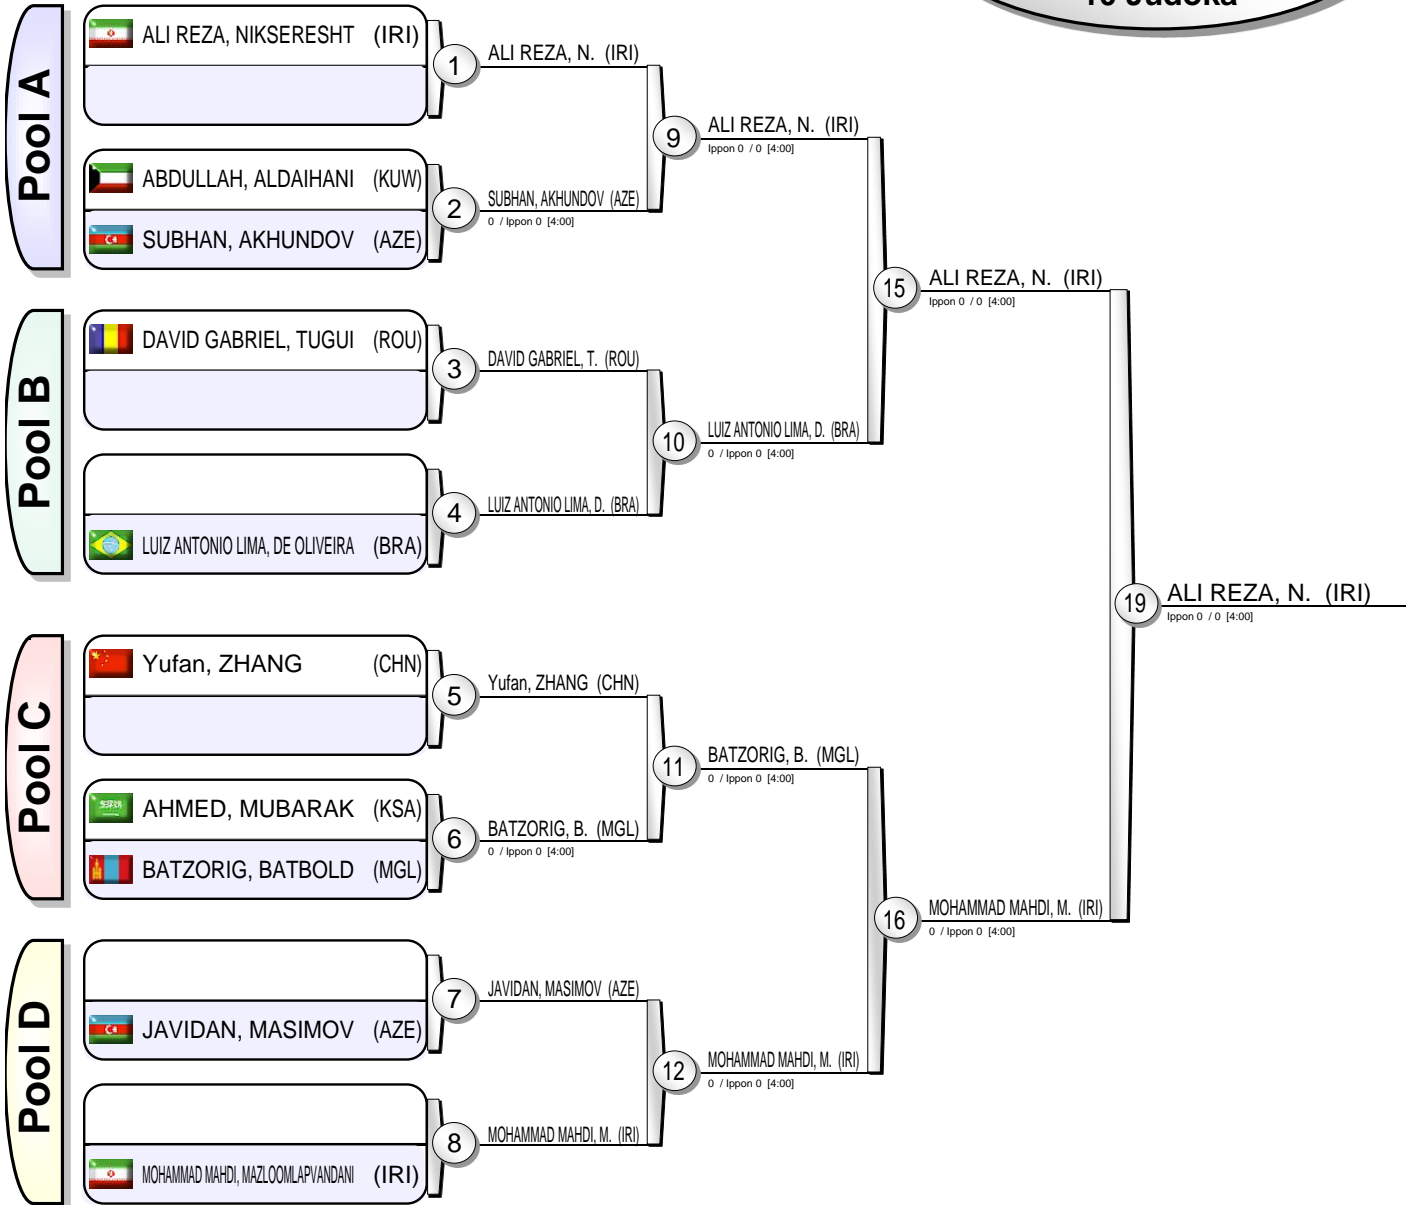 10 Judoka
Pool A
ALI REZA, NIKSERESHT (IRI)
1
ALI REZA, N. (IRI)
ABDULLAH, ALDAIHANI (KUW)
SUBHAN, AKHUNDOV (AZE)
2
SUBHAN, AKHUNDOV (AZE)
0 / Ippon 0 [4:00]
9
ALI REZA, N. (IRI)
Ippon 0 / 0 [4:00]
Pool B
DAVID GABRIEL, TUGUI (ROU)
3
DAVID GABRIEL, T. (ROU)
LUIZ ANTONIO LIMA, DE OLIVEIRA (BRA)
4
LUIZ ANTONIO LIMA, D. (BRA)
10
LUIZ ANTONIO LIMA, D. (BRA)
0 / Ippon 0 [4:00]
15
ALI REZA, N. (IRI)
Ippon 0 / 0 [4:00]
Pool C
Yufan, ZHANG (CHN)
5
Yufan, ZHANG (CHN)
AHMED, MUBARAK (KSA)
BATZORIG, BATBOLD (MGL)
6
BATZORIG, B. (MGL)
0 / Ippon 0 [4:00]
11
BATZORIG, B. (MGL)
0 / Ippon 0 [4:00]
Pool D
JAVIDAN, MASIMOV (AZE)
7
JAVIDAN, MASIMOV (AZE)
MOHAMMAD MAHDI, MAZLOOMLAPVANDANI (IRI)
8
MOHAMMAD MAHDI, M. (IRI)
12
MOHAMMAD MAHDI, M. (IRI)
0 / Ippon 0 [4:00]
16
MOHAMMAD MAHDI, M. (IRI)
0 / Ippon 0 [4:00]
19
ALI REZA, N. (IRI)
Ippon 0 / 0 [4:00]